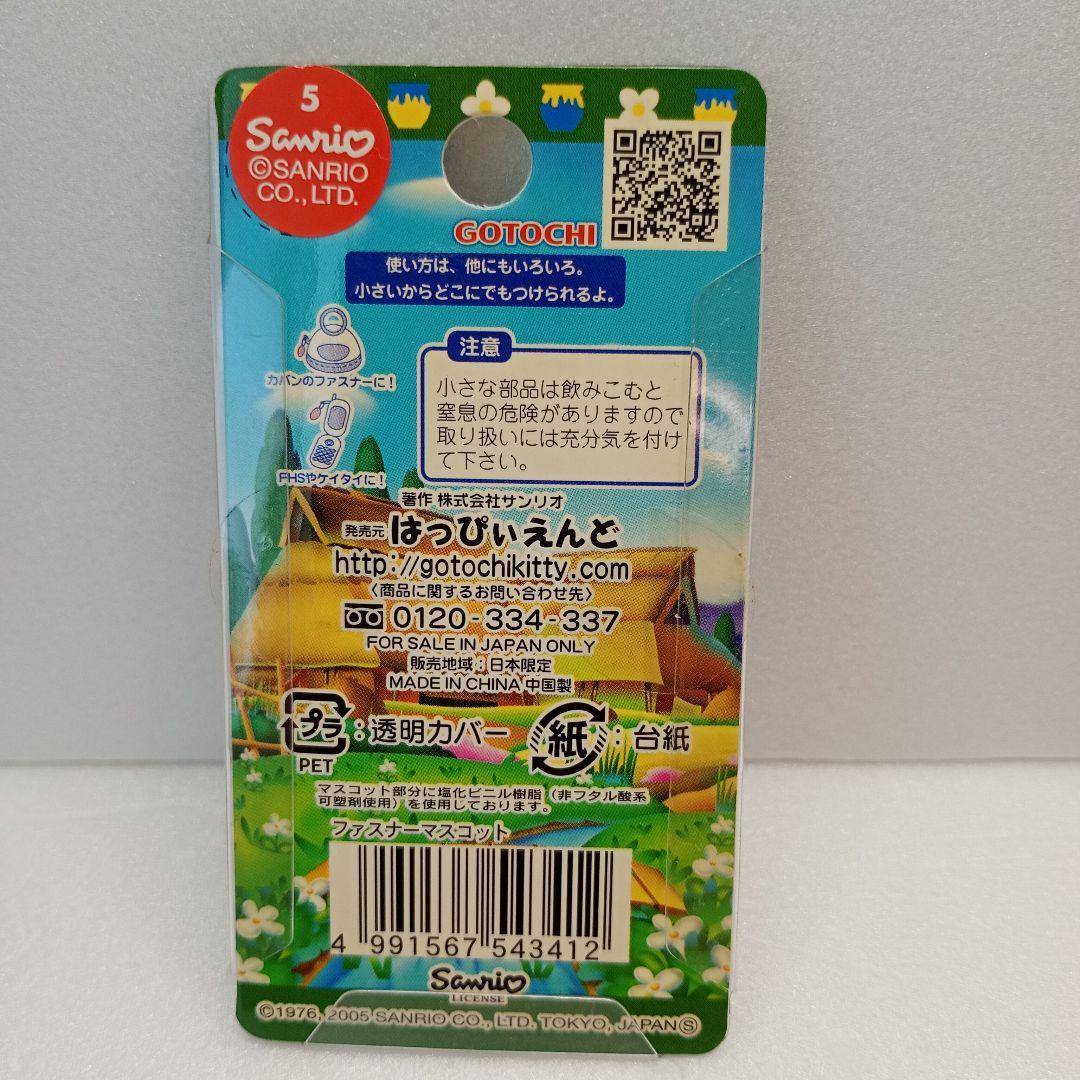 5
Sanrio
©SANRIO
CO.,LTD.
GOTOCHI
使い方は、他にもいろいろ。
小さいからどこにでもつけられるよ。
カバンのファスナーに!
PHSやケイタイに!
注意
小さな部品は飲みこむと
窒息の危険がありますので
取り扱いには充分気を付け
て下さい。
著作 株式会社サンリオ
発売元 はっぴぃえんど
http://gotochikitty.com
〈商品に関するお問い合わせ先〉
0120-334-337
FOR SALE IN JAPAN ONLY
販売地域:日本限定
MADE IN CHINA 中国製
プラ :透明カバー 紙 :台紙
PET
マスコット部分に塩化ビニル樹脂(非フタル酸系
可塑剤使用)を使用しております。
ファスナーマスコット
4 991567 543412
Sanrio
LICENSE
©1976, 2005 SANRIO CO., LTD. TOKYO, JAPAN Ⓢ